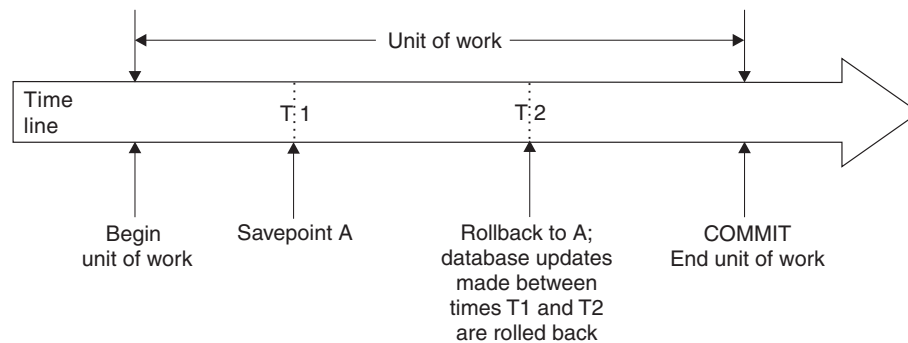 Unit of work
Time
line
T 1
T 2
Begin
unit of work
Savepoint A
Rollback to A;
database updates
made between
times T1 and T2
are rolled back
COMMIT
End unit of work